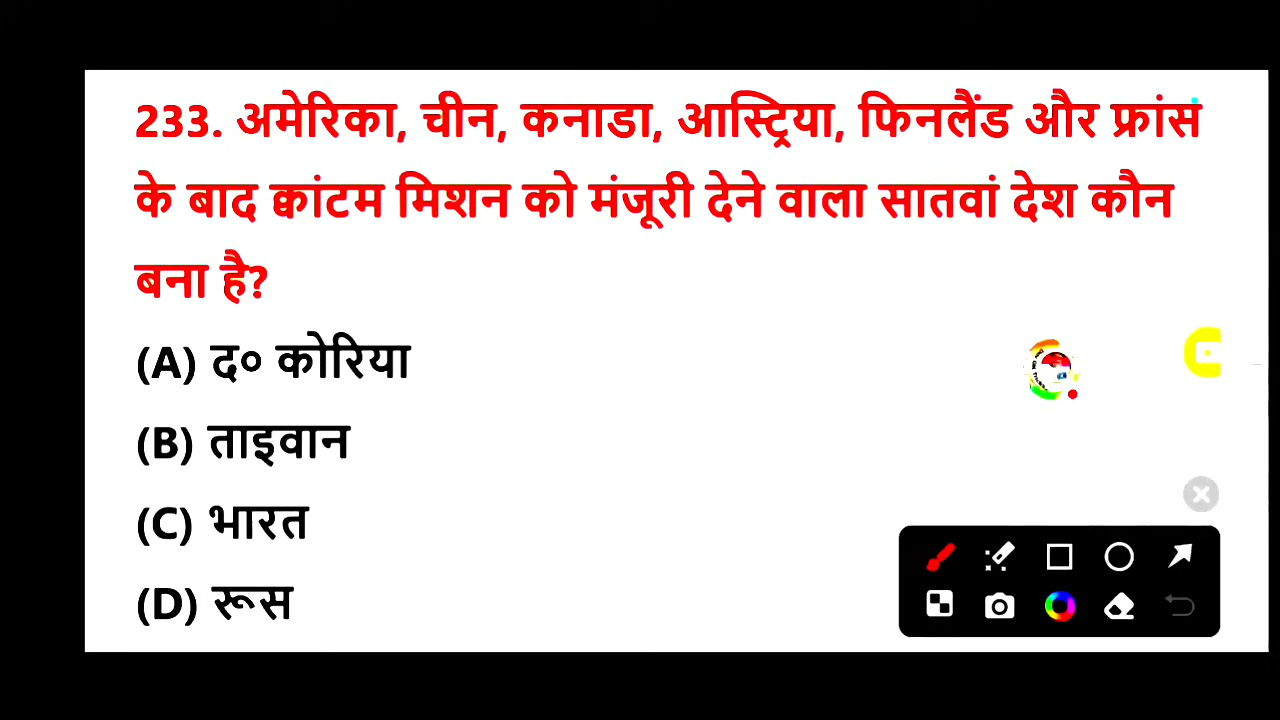 233. अमेरिका, चीन, कनाडा, आस्ट्रिया, फिनलैंड और फ्रांस
के बाद क्वांटम मिशन को मंजूरी देने वाला सातवां देश कौन
बना है?
(A) द० कोरिया
(B) ताइवान
(C) भारत
(D) रूस